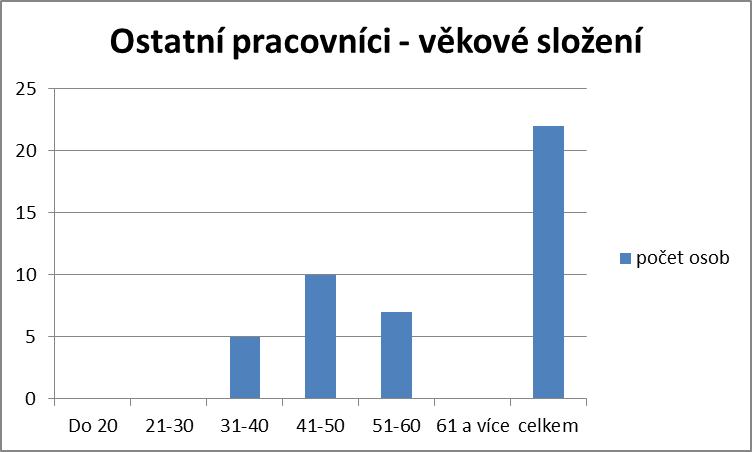 Ostatní pracovníci - věkové složení
25
20
15
10
5
0
Do 20 21-30 31-40 41-50 51-60 61 a více celkem
počet osob